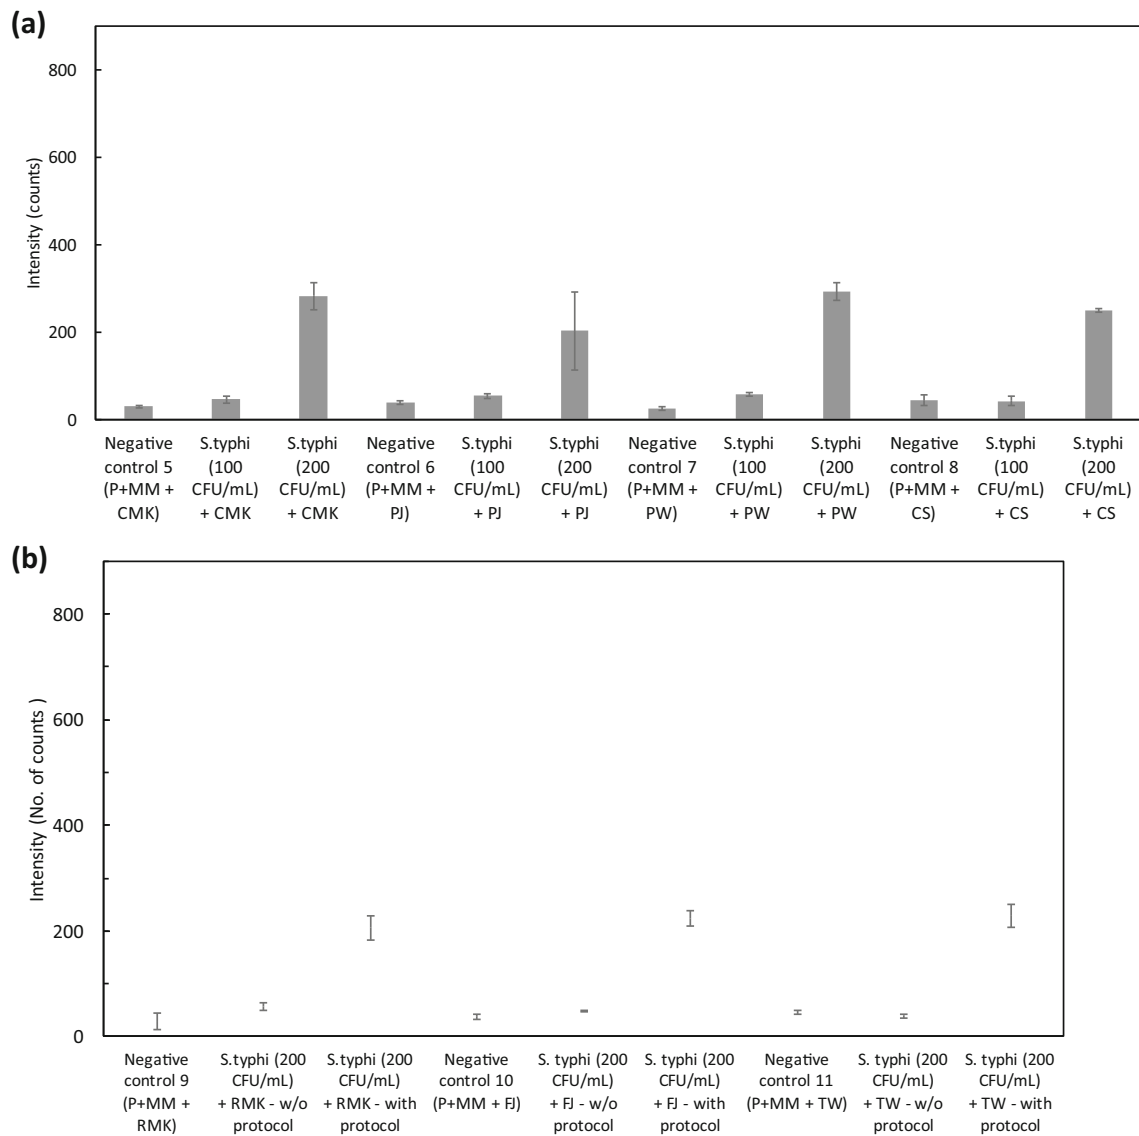 (a)
Intensity (counts)
800
600
400
200
0
Negative
control 5
(P+MM +
CMK)
S.typhi
(100
CFU/mL)
+ CMK
S.typhi
(200
CFU/mL)
+ CMK
Negative
control 6
(P+MM +
PJ)
S.typhi
(100
CFU/mL)
+ PJ
S.typhi
(200
CFU/mL)
+ PJ
Negative
control 7
(P+MM +
PW)
S.typhi
(100
CFU/mL)
+ PW
S.typhi
(200
CFU/mL)
+ PW
Negative
control 8
(P+MM +
CS)
S.typhi
(100
CFU/mL)
+ CS
S.typhi
(200
CFU/mL)
+ CS
(b)
Intensity (No. of counts )
800
600
400
200
0
Negative
control 9
(P+MM +
RMK)
S.typhi (200
CFU/mL)
+ RMK - w/o
protocol
S.typhi (200
CFU/mL)
+ RMK - with
protocol
Negative
control 10
(P+MM + FJ)
S. typhi (200
CFU/mL)
+ FJ - w/o
protocol
S. typhi (200
CFU/mL)
+ FJ - with
protocol
Negative
control 11
(P+MM + TW)
S. typhi (200
CFU/mL)
+ TW - w/o
protocol
S. typhi (200
CFU/mL)
+ TW - with
protocol